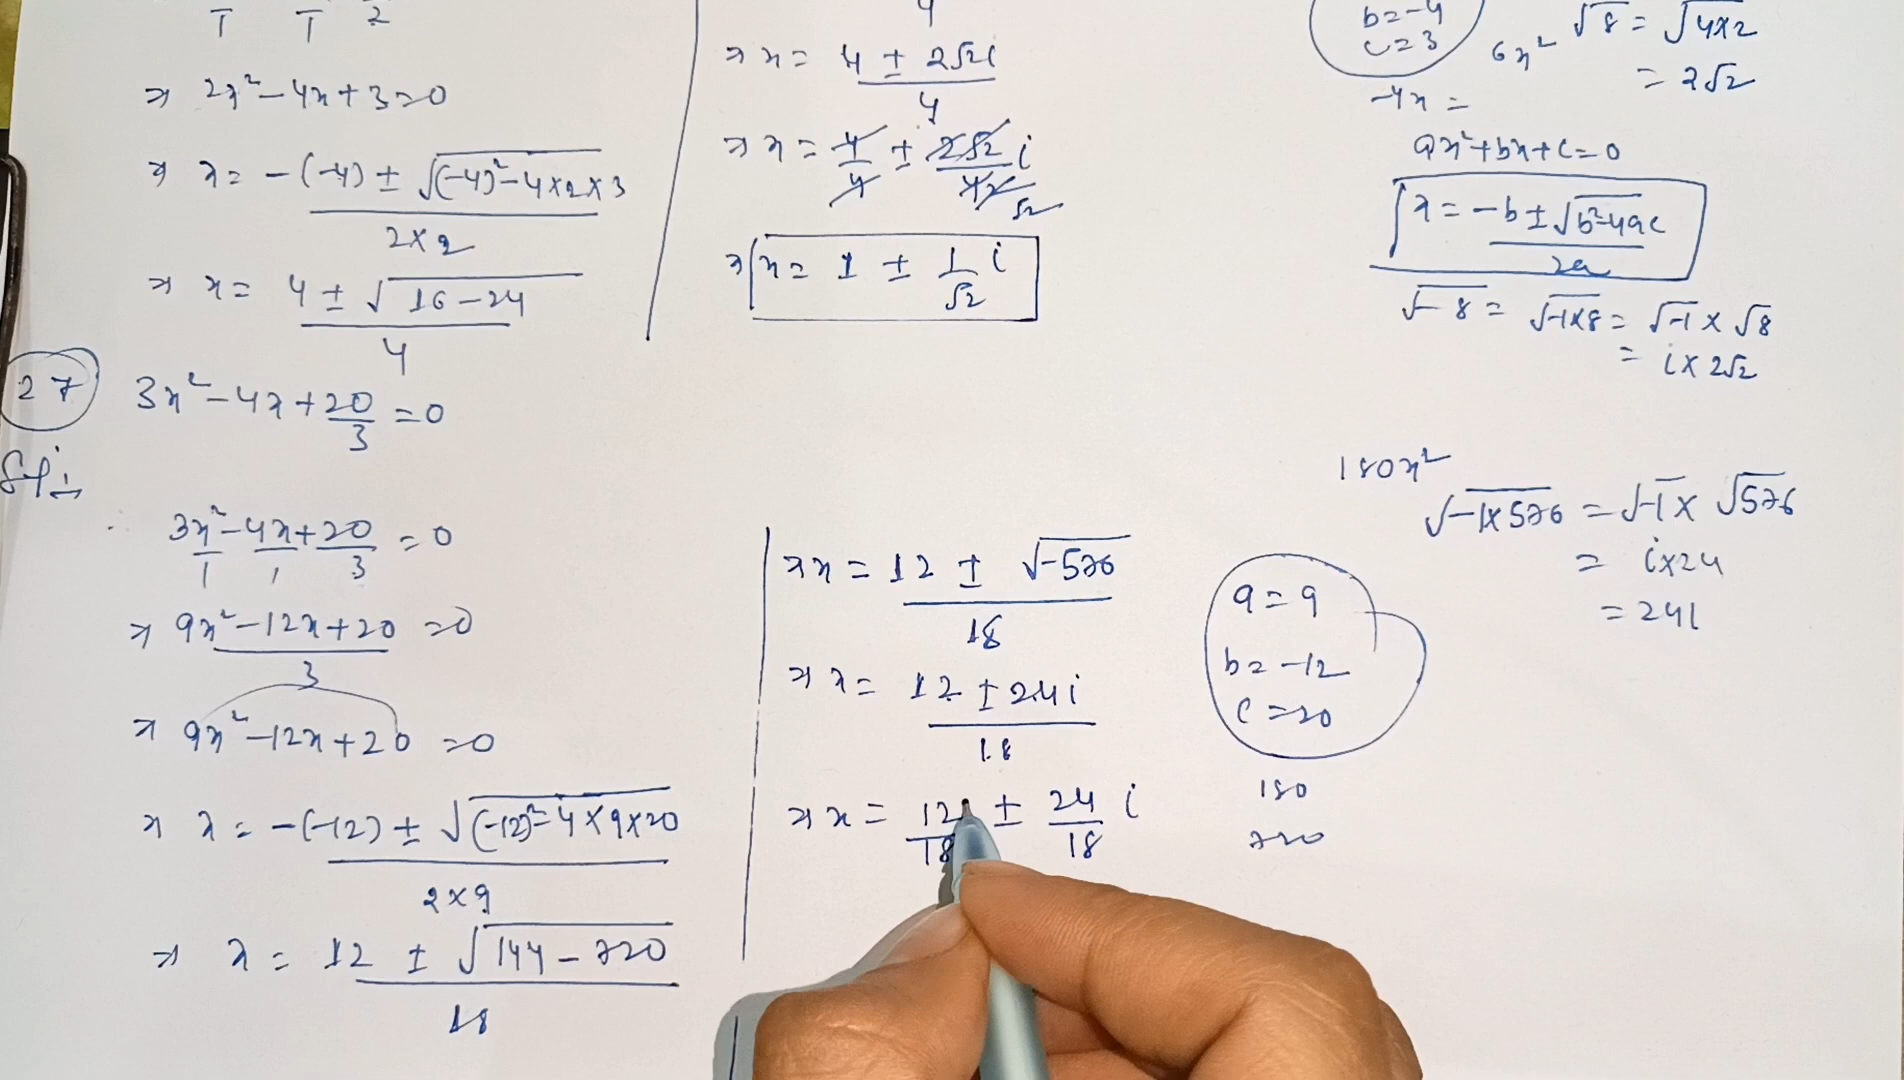 ⇒ 2x²-4x+3=0
⇒ x = -(-4) ± √(-4)²-4×2×3
2×2
⇒ x = 4 ± √16-24
4
27 3x²-4x+20/3 =0
Solⁿ:
3x²/1 - 4x/1 + 20/3 =0
⇒ 9x²-12x+20 =0
3
⇒ 9x²-12x+20 =0
⇒ x = -(-12) ± √(-12)²-4×9×20
2×9
⇒ x = 12 ± √144-720
18
4
⇒ x = 4 ± 2√2i
4
⇒ x = 4/4 ± 2√2/4 i
√2
⇒ x = 1 ± 1/√2 i
⇒ x = 12 ± √-576
18
⇒ x = 12 ± 24i
18
⇒ x = 12/18 ± 24/18 i
b=-4
c=3
6x²
√8 = √4×2
= 2√2
-4x =
ax²+bx+c=0
x = -b±√b²-4ac
2a
√-8 = √-1×8 = √-1 × √8
= i×2√2
180x²
√-1×576 = √-1 × √576
= i×24
= 24i
a=9
b=-12
c=20
180
720